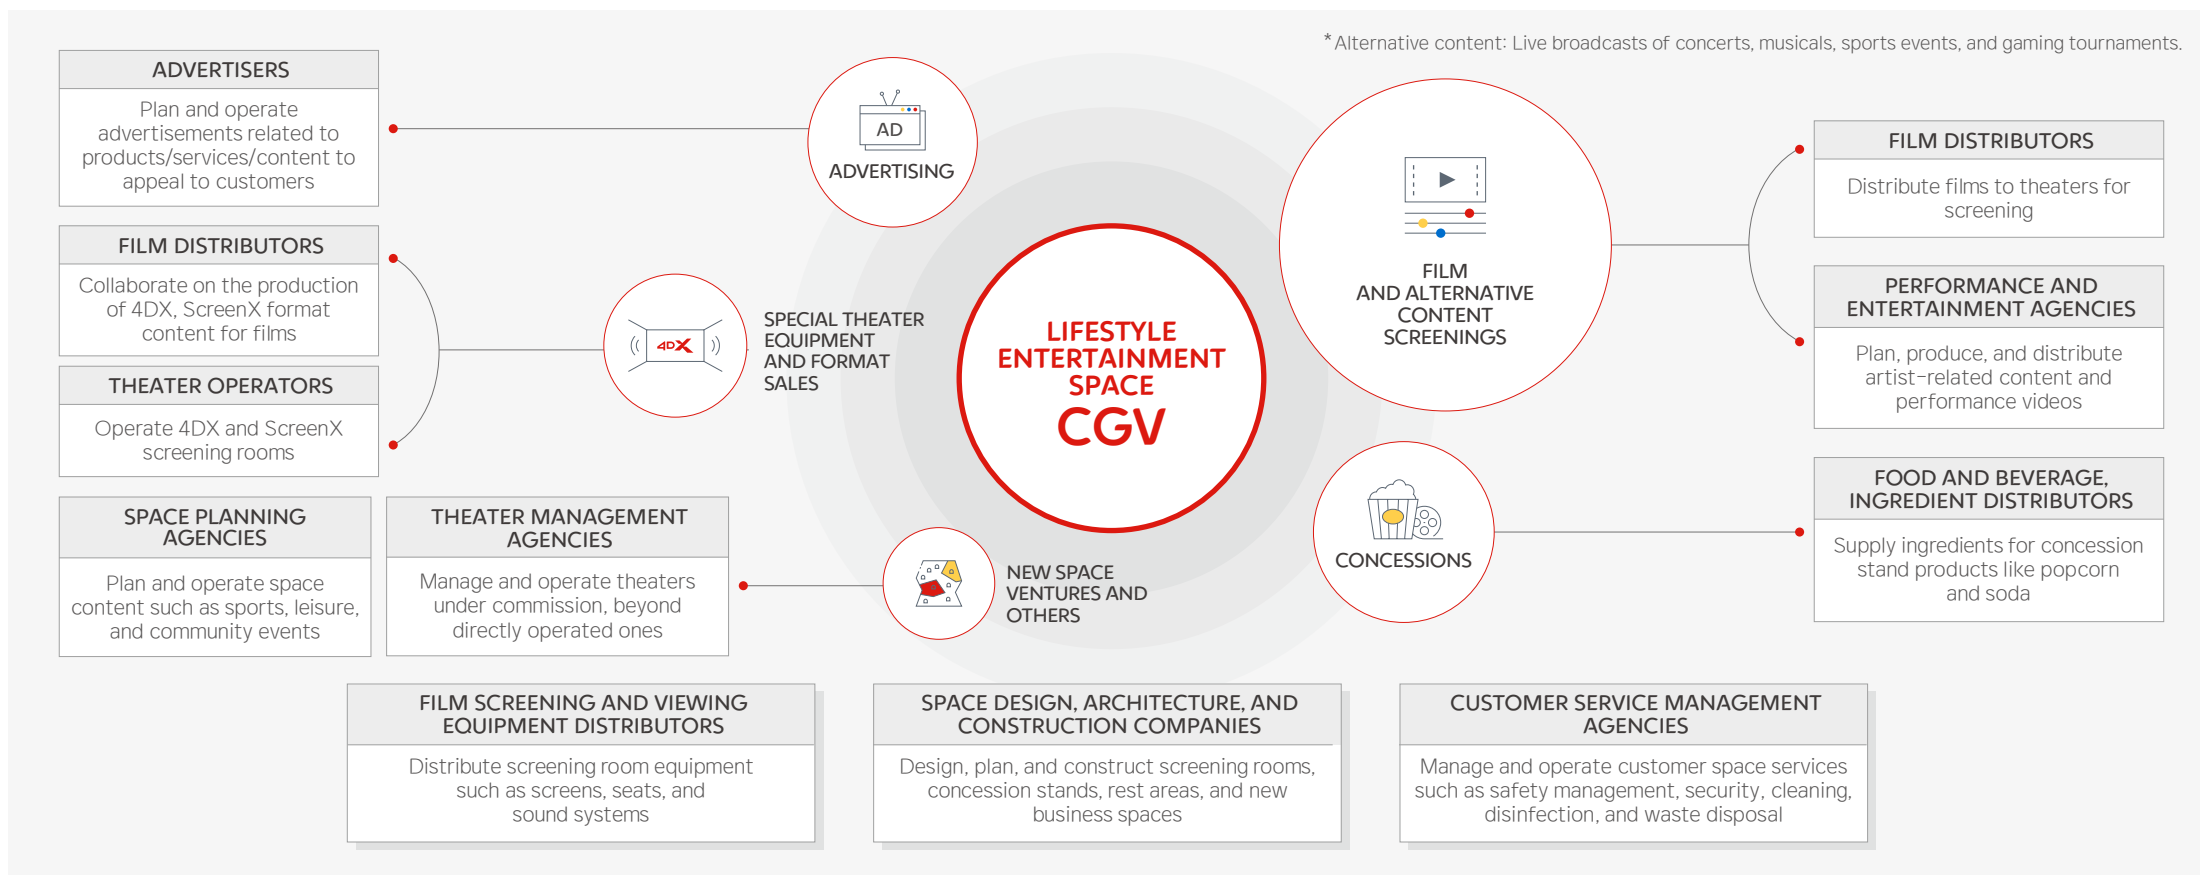 *Alternative content: Live broadcasts of concerts, musicals, sports events, and gaming tournaments.
ADVERTISERS
Plan and operate
advertisements related to
products/services/content to
appeal to customers
AD
ADVERTISING
FILM DISTRIBUTORS
Collaborate on the production
of 4DX, ScreenX format
content for films
THEATER OPERATORS
Operate 4DX and ScreenX
screening rooms
4DX
SPECIAL THEATER
EQUIPMENT
AND FORMAT
SALES
SPACE PLANNING
AGENCIES
Plan and operate space
content such as sports, leisure,
and community events
THEATER MANAGEMENT
AGENCIES
Manage and operate theaters
under commission, beyond
directly operated ones
NEW SPACE
VENTURES AND
OTHERS
LIFESTYLE
ENTERTAINMENT
SPACE
CGV
FILM
AND ALTERNATIVE
CONTENT
SCREENINGS
FILM DISTRIBUTORS
Distribute films to theaters for
screening
PERFORMANCE AND
ENTERTAINMENT AGENCIES
Plan, produce, and distribute
artist-related content and
performance videos
CONCESSIONS
FOOD AND BEVERAGE,
INGREDIENT DISTRIBUTORS
Supply ingredients for concession
stand products like popcorn
and soda
FILM SCREENING AND VIEWING
EQUIPMENT DISTRIBUTORS
Distribute screening room equipment
such as screens, seats, and
sound systems
SPACE DESIGN, ARCHITECTURE, AND
CONSTRUCTION COMPANIES
Design, plan, and construct screening rooms,
concession stands, rest areas, and new
business spaces
CUSTOMER SERVICE MANAGEMENT
AGENCIES
Manage and operate customer space services
such as safety management, security, cleaning,
disinfection, and waste disposal